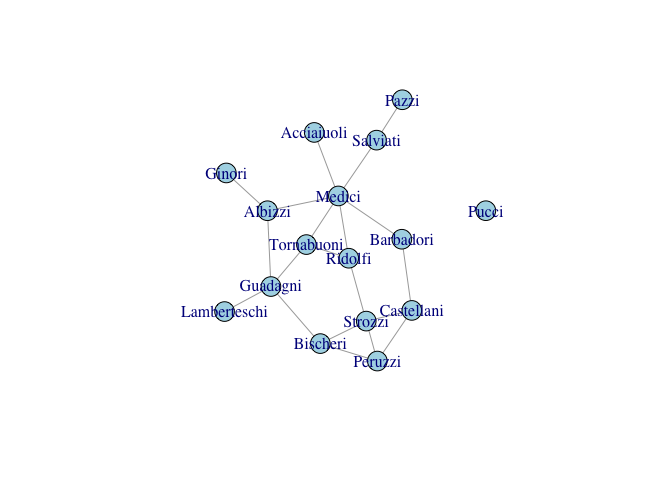 Pazzi
Acciaiuoli
Salviati
Ginori
Medici
Albizzi
Pucci
Tornabuoni
Barbadori
Ridolfi
Guadagni
Lamberteschi
Castellani
Strozzi
Bischeri
Peruzzi